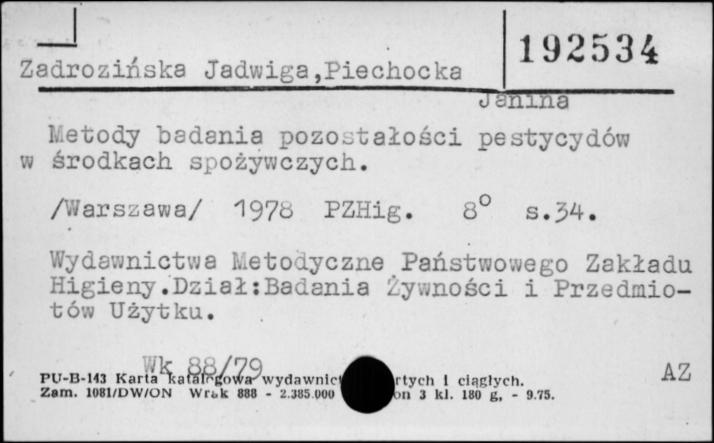 192534
Zadrozińska Jadwiga,Piechocka
Janina
Metody badania pozostałości pestycydów
w środkach spożywczych.
/Warszawa/ 1978 PZHig. 8° s.34.
Wydawnictwa Metodyczne Państwowego Zakładu
Higieny.Dział:Badania Żywności i Przedmio-
tów Użytku.
Wk 88/79
AZ
PU-B-143 Karta katalogowa wydawnict rtych i ciągłych.
Zam. 1081/DW/ON Wrsk 888 - 2.385.000 on 3 kl. 180 g, - 9.75.